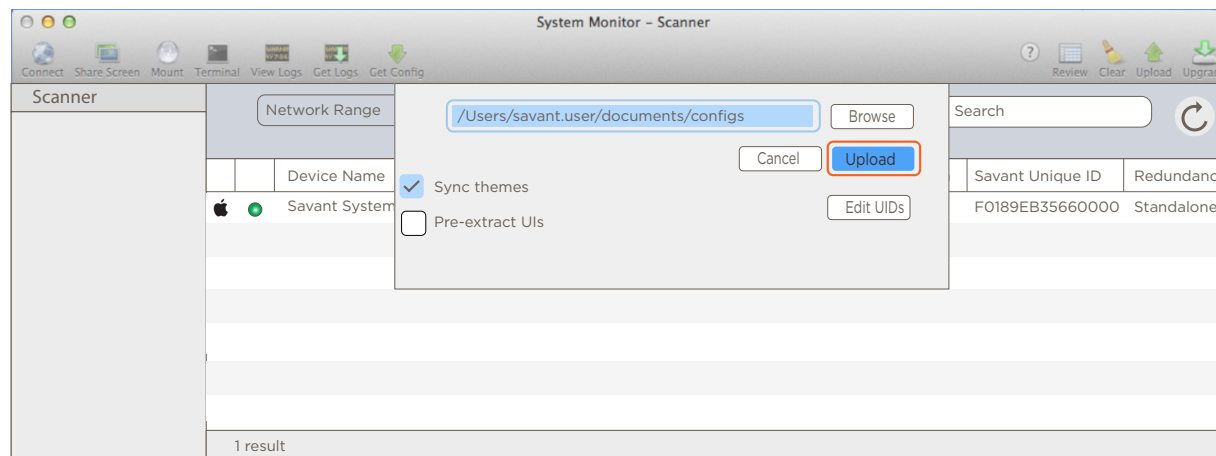 System Monitor – Scanner
Connect Share Screen Mount Terminal View Logs Get Logs Get Config ? Review Clear Upload Upgra
Scanner
Network Range /Users/savant.user/documents/configs Browse Search
Cancel Upload
Device Name Sync themes Savant Unique ID Redundanc
Savant System Pre-extract UIs Edit UIDs F0189EB35660000 Standalone
1 result